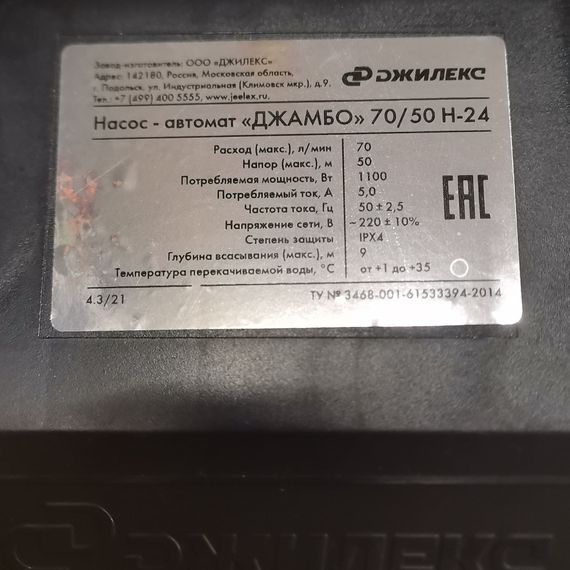 Завод-изготовитель: ООО «ДЖИЛЕКС»
Адрес: 142180, Россия, Московская область,
г. Подольск, ул. Индустриальная (Климовск мкр.), д.9.
Тел.: +7 (499) 400 5555, www.jeelex.ru.
ДЖИЛЕКС
Насос - автомат «ДЖАМБО» 70/50 Н-24
Расход (макс.), л/мин 70
Напор (макс.), м 50
Потребляемая мощность, Вт 1100
Потребляемый ток, А 5,0
Частота тока, Гц 50 ± 2,5
Напряжение сети, В ~220 ± 10%
Степень защиты IPX4
Глубина всасывания (макс.), м 9
Температура перекачиваемой воды, °С от +1 до +35
EAC
4.3/21 ТУ № 3468-001-61533394-2014
ДЖИЛЕКС